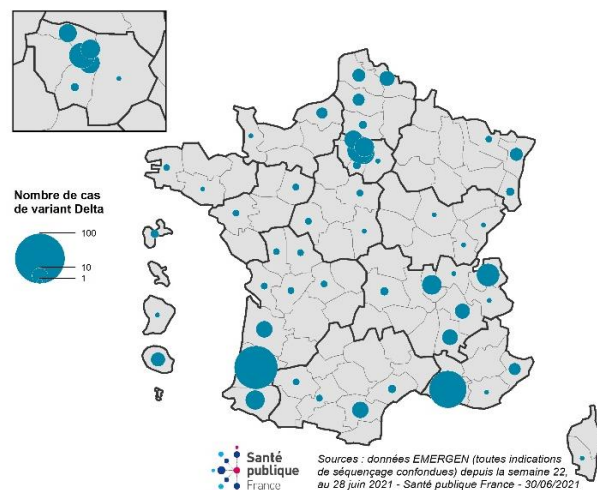 Nombre de cas
de variant Delta
100
10
1
Santé
publique
France
Sources : données EMERGEN (toutes indications
de séquençage confondues) depuis la semaine 22,
au 28 juin 2021 - Santé publique France - 30/06/2021